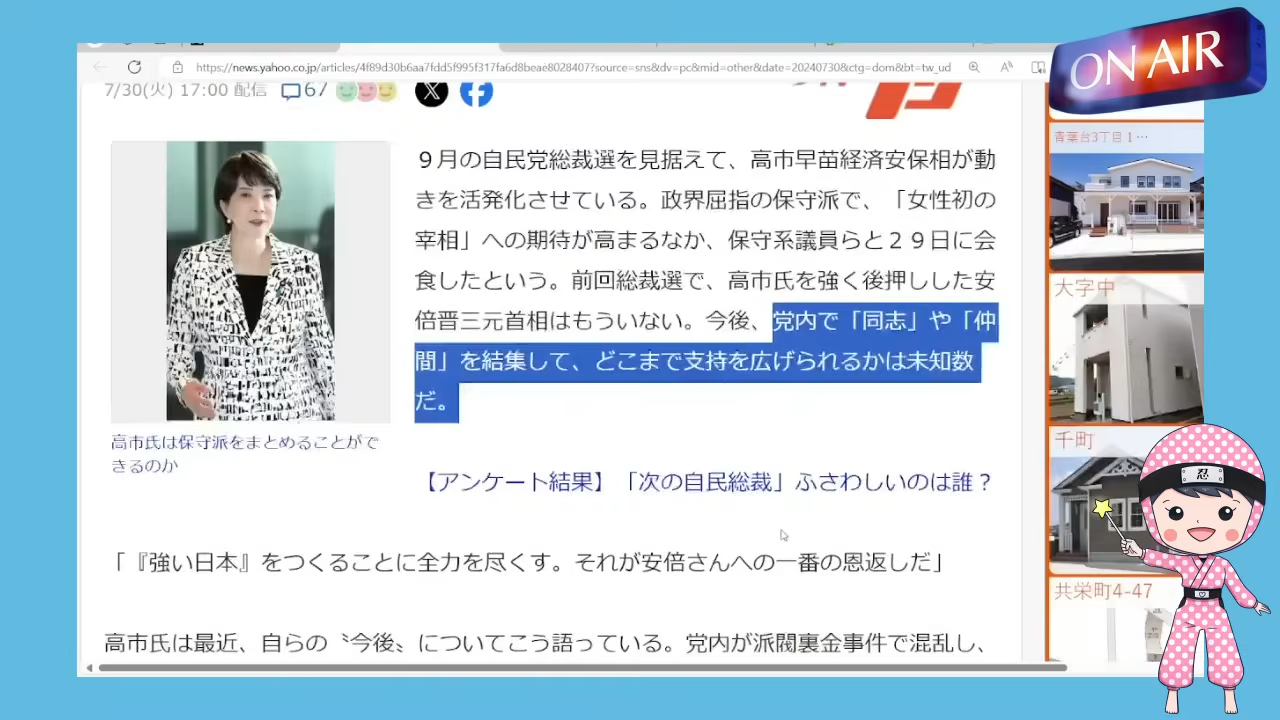 ON AIR
https://news.yahoo.co.jp/articles/4f89d30b6aa7fdd5f995f317fa6d8beae8028407?source=sns&dv=pc&mid=other&date=20240730&ctg=dom&bt=tw_ud
7/30(火) 17:00 配信 67
９月の自民党総裁選を見据えて、高市早苗経済安保相が動
きを活発化させている。政界屈指の保守派で、「女性初の
宰相」への期待が高まるなか、保守系議員らと２９日に会
食したという。前回総裁選で、高市氏を強く後押しした安
倍晋三元首相はもういない。今後、党内で「同志」や「仲
間」を結集して、どこまで支持を広げられるかは未知数
だ。
高市氏は保守派をまとめることがで
きるのか
【アンケート結果】「次の自民総裁」ふさわしいのは誰？
「『強い日本』をつくることに全力を尽くす。それが安倍さんへの一番の恩返しだ」
高市氏は最近、自らの〝今後〟についてこう語っている。党内が派閥裏金事件で混乱し、
青葉台3丁目１…
大字中
千町
共栄町4-47
忍